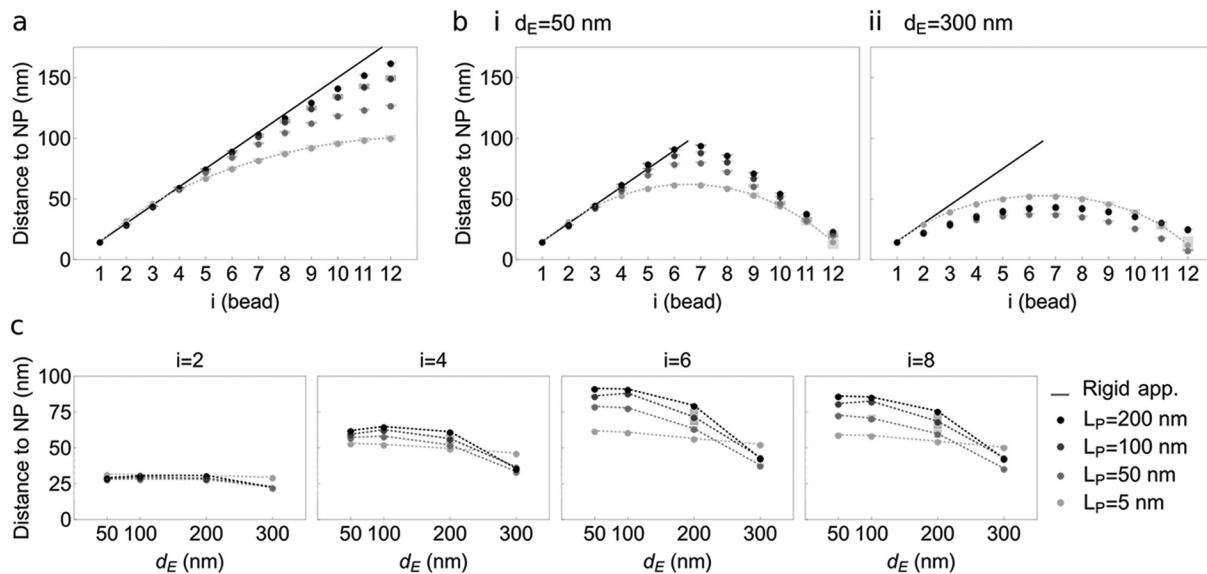 a
b i d_E=50 nm
ii d_E=300 nm
Distance to NP (nm)
150
100
50
0
1 2 3 4 5 6 7 8 9 10 11 12
i (bead)
Distance to NP (nm)
150
100
50
0
1 2 3 4 5 6 7 8 9 10 11 12
i (bead)
150
100
50
0
1 2 3 4 5 6 7 8 9 10 11 12
i (bead)
c
Distance to NP (nm)
100
75
50
25
0
i=2
50 100 200 300
d_E (nm)
i=4
50 100 200 300
d_E (nm)
i=6
50 100 200 300
d_E (nm)
i=8
50 100 200 300
d_E (nm)
Rigid app.
L_P=200 nm
L_P=100 nm
L_P=50 nm
L_P=5 nm